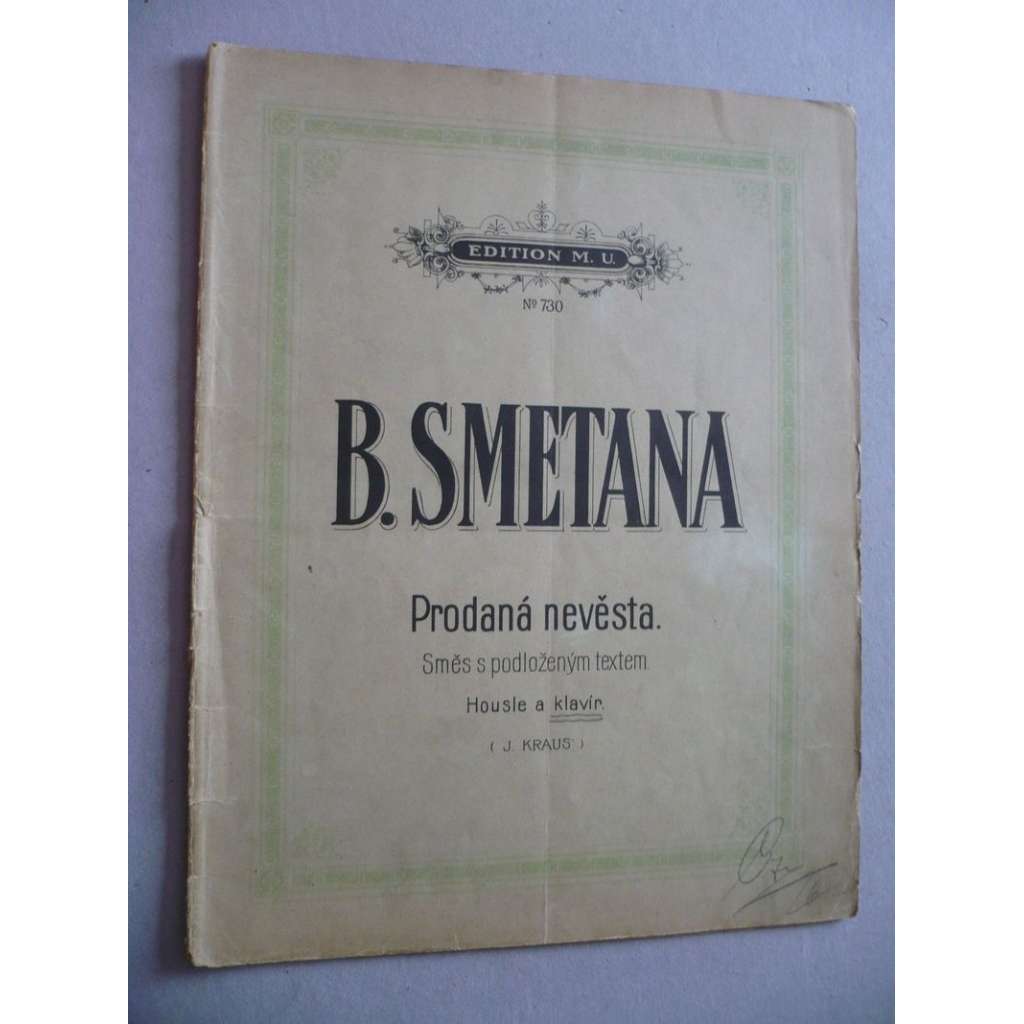 EDITION M. U.
Nº 730
B. SMETANA
Prodaná nevěsta.
Směs s podloženým textem
Housle a klavír.
( J. KRAUS )